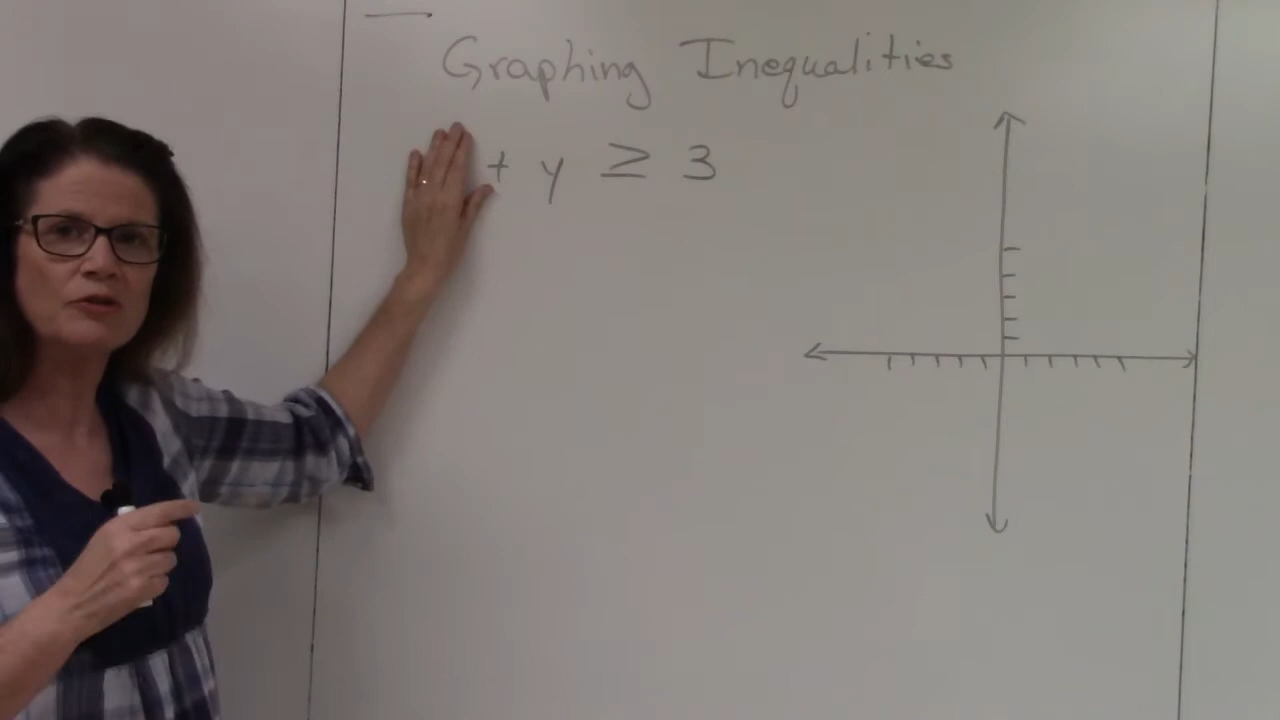 Graphing Inequalities
+ y ≥ 3